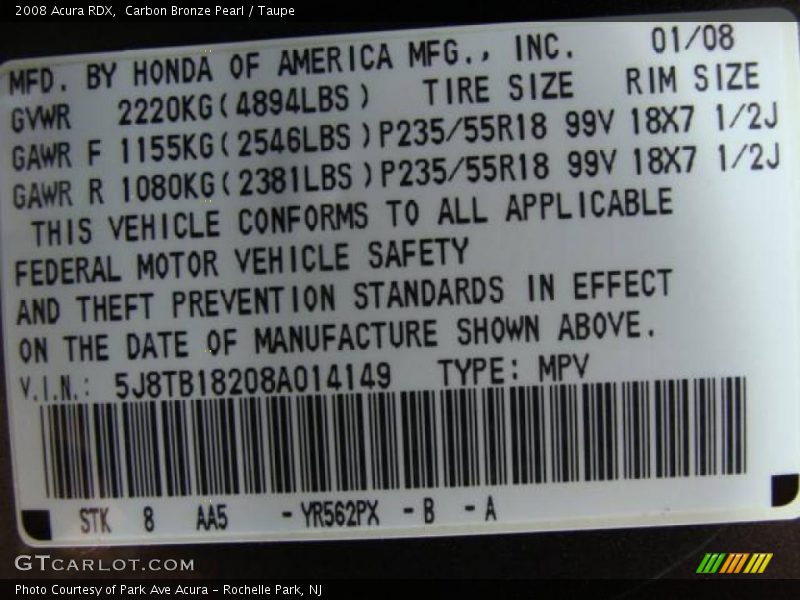 2008 Acura RDX,  Carbon Bronze Pearl / Taupe
MFD. BY HONDA OF AMERICA MFG., INC. 01/08
GVWR 2220KG(4894LBS) TIRE SIZE RIM SIZE
GAWR F 1155KG(2546LBS)P235/55R18 99V 18X7 1/2J
GAWR R 1080KG(2381LBS)P235/55R18 99V 18X7 1/2J
THIS VEHICLE CONFORMS TO ALL APPLICABLE
FEDERAL MOTOR VEHICLE SAFETY
AND THEFT PREVENTION STANDARDS IN EFFECT
ON THE DATE OF MANUFACTURE SHOWN ABOVE.
V.I.N.: 5J8TB18208A014149 TYPE: MPV
STK 8 AA5 -YR562PX -B -A
GTCARLOT.COM
Photo Courtesy of Park Ave Acura - Rochelle Park, NJ